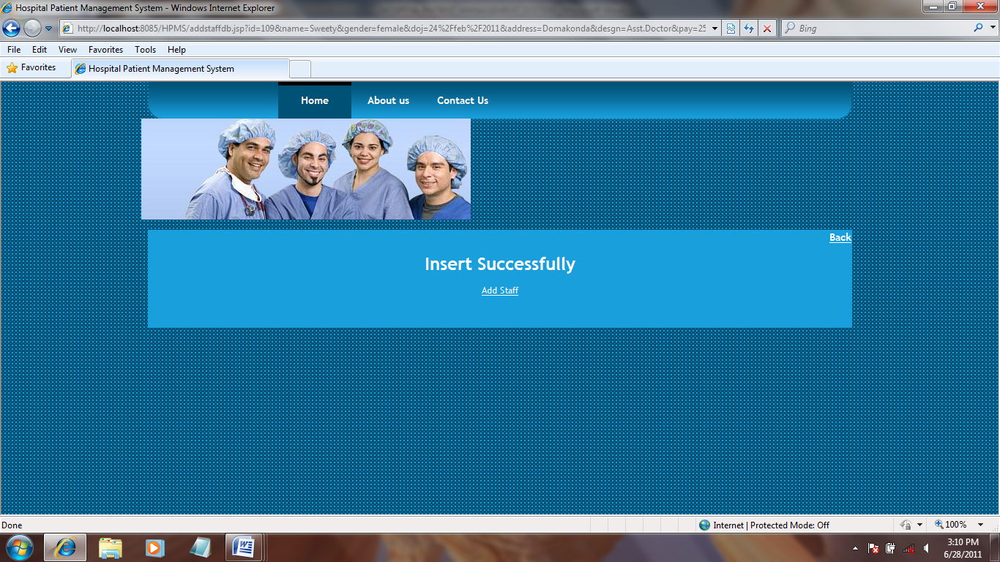 Hospital Patient Management System - Windows Internet Explorer
http://localhost:8085/HPMS/addstaffdb.jsp?id=109&name=Sweety&gender=female&doj=24%2Ffeb%2F2011&address=Donnakonda&desgn=Asst.Doctor&pay=25
Bing
File Edit View Favorites Tools Help
Favorites
Hospital Patient Management System
Home About us Contact Us
Back
Insert Successfully
Add Staff
Done
Internet | Protected Mode: Off
100%
3:10 PM
6/28/2011